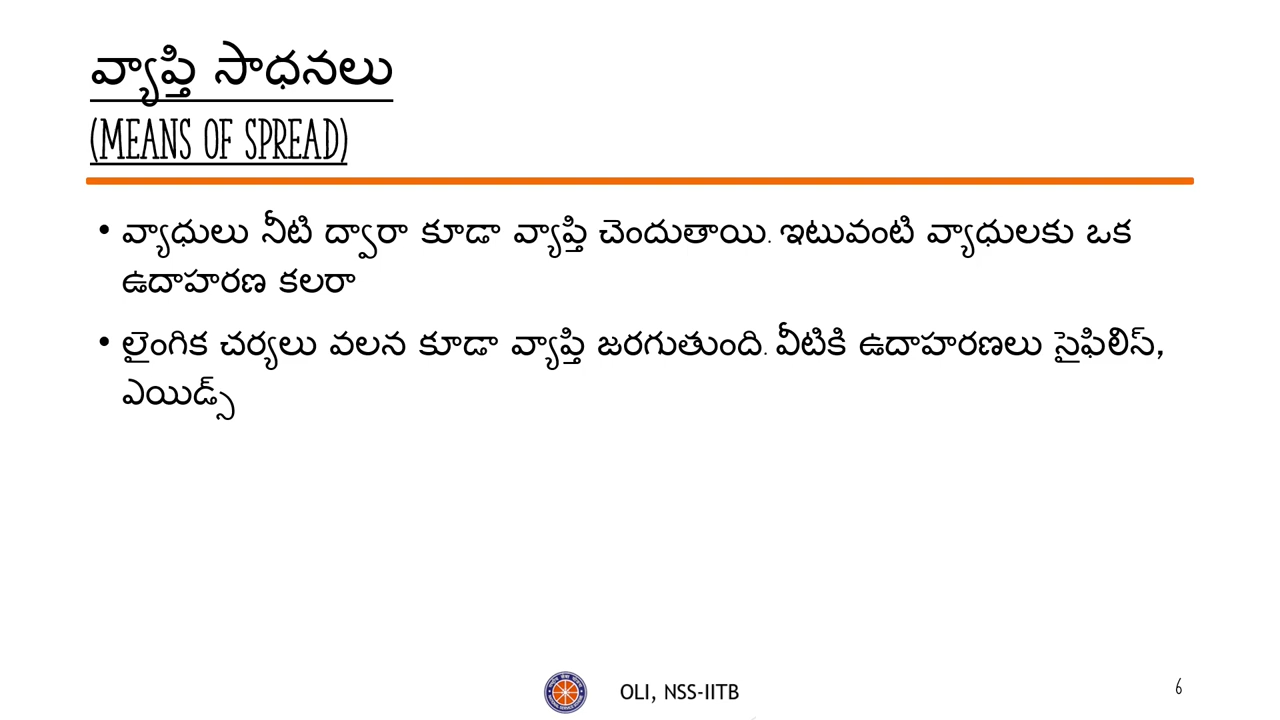 వ్యాప్తి సాధనలు
(MEANS OF SPREAD)
• వ్యాధులు నీటి ద్వారా కూడా వ్యాప్తి చెందుతాయి. ఇటువంటి వ్యాధులకు ఒక
ఉదాహరణ కలరా
• లైంగిక చర్యలు వలన కూడా వ్యాప్తి జరగుతుంది. వీటికి ఉదాహరణలు సైఫిలిస్,
ఎయిడ్స్
OLI, NSS-IITB
6